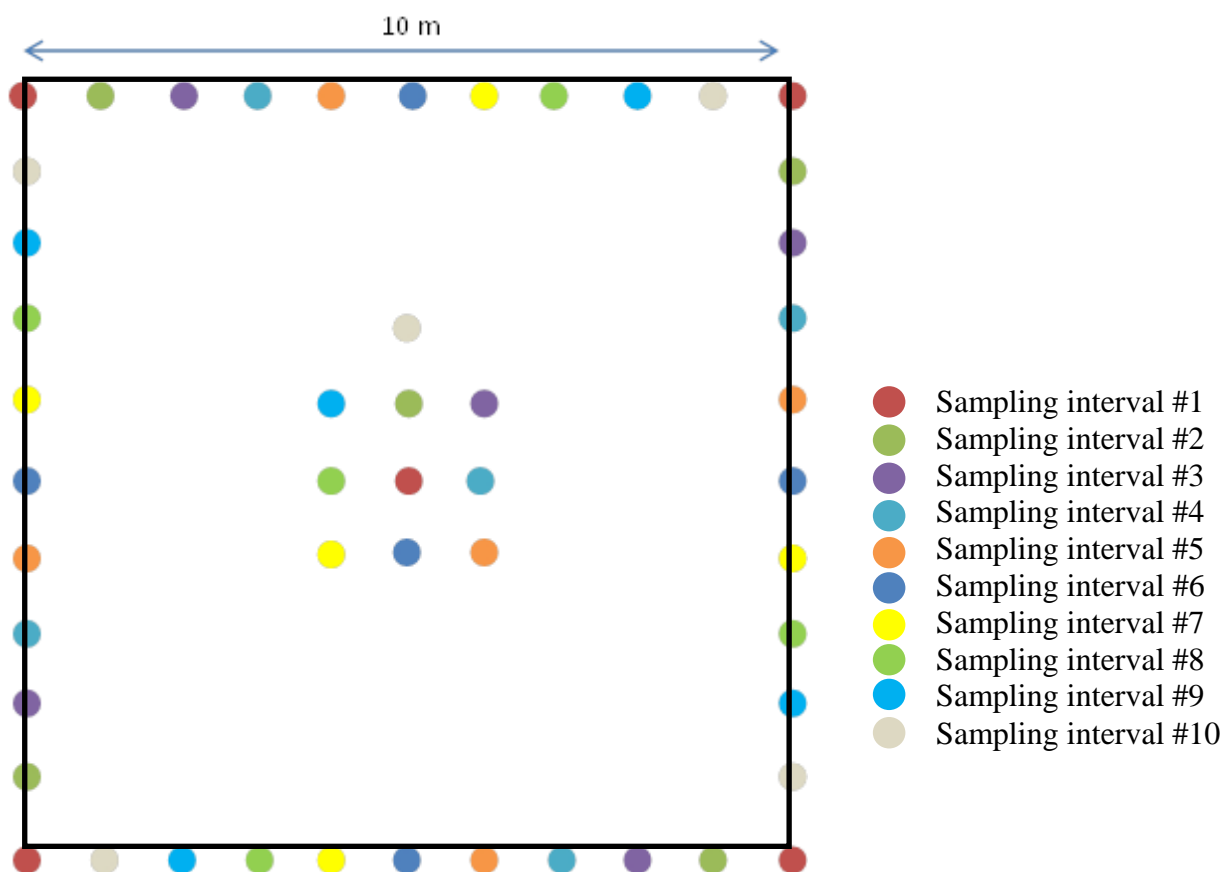 10 m
Sampling interval #1
Sampling interval #2
Sampling interval #3
Sampling interval #4
Sampling interval #5
Sampling interval #6
Sampling interval #7
Sampling interval #8
Sampling interval #9
Sampling interval #10